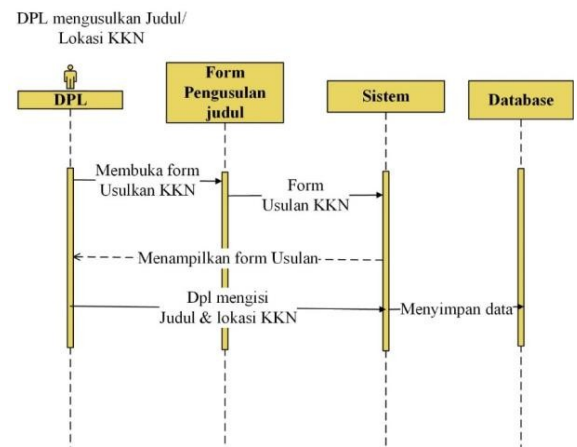 DPL mengusulkan Judul/
Lokasi KKN
DPL
Form
Pengusulan
judul
Sistem
Database
Membuka form
Usulkan KKN
Form
Usulan KKN
Menampilkan form Usulan
Dpl mengisi
Judul & lokasi KKN
Menyimpan data